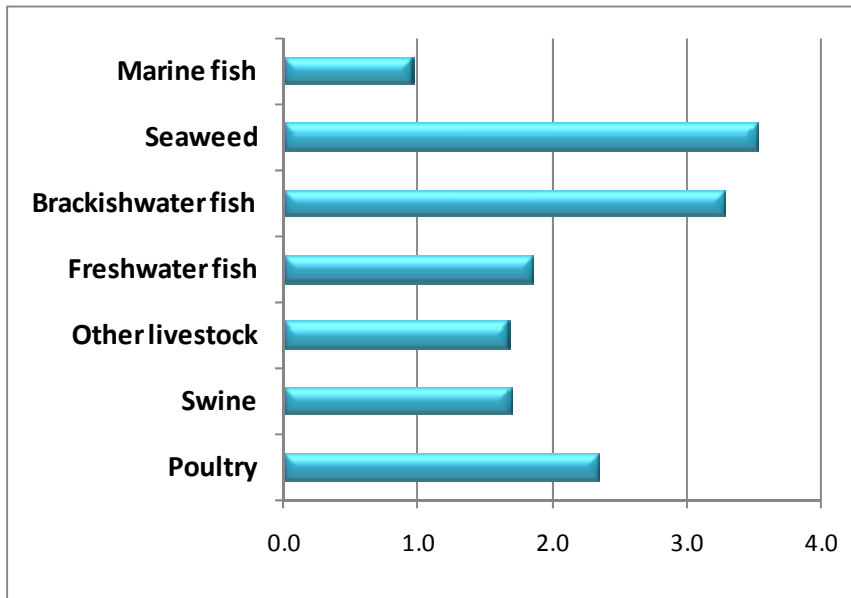 Marine fish
Seaweed
Brackishwater fish
Freshwater fish
Other livestock
Swine
Poultry
0.0 1.0 2.0 3.0 4.0